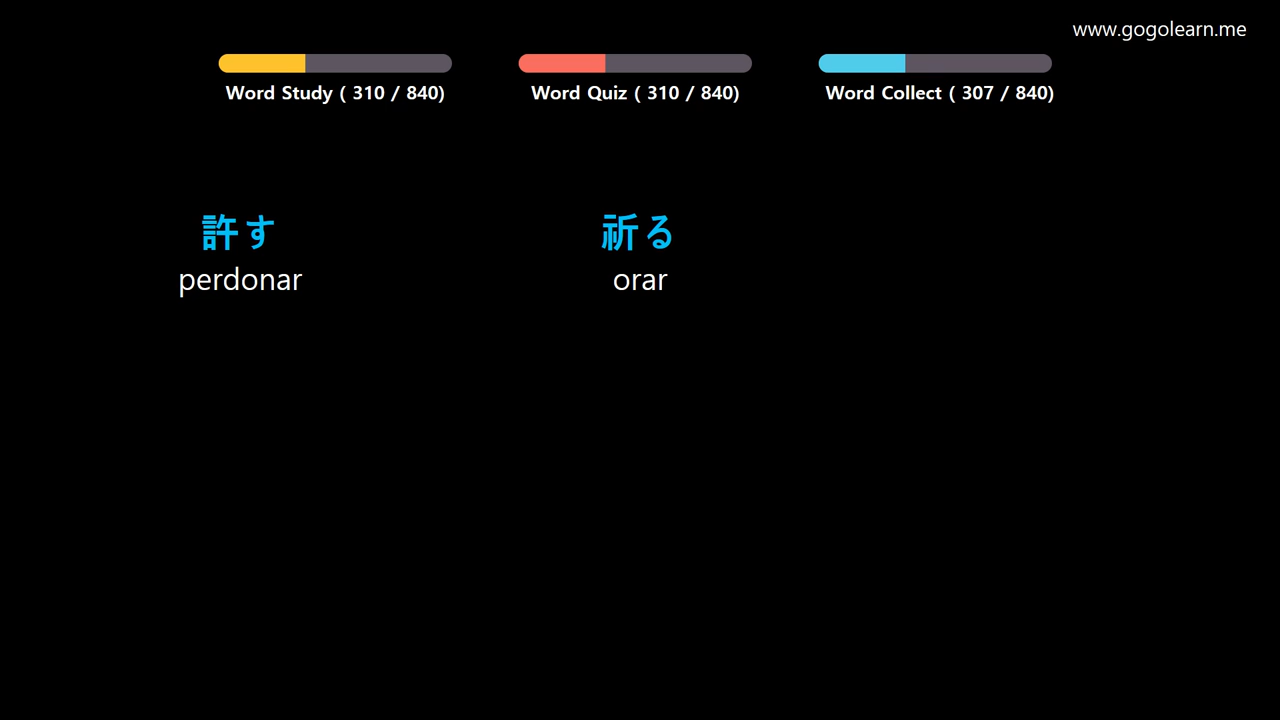 www.gogolearn.me
Word Study ( 310 / 840)
Word Quiz ( 310 / 840)
Word Collect ( 307 / 840)
許す
perdonar
祈る
orar